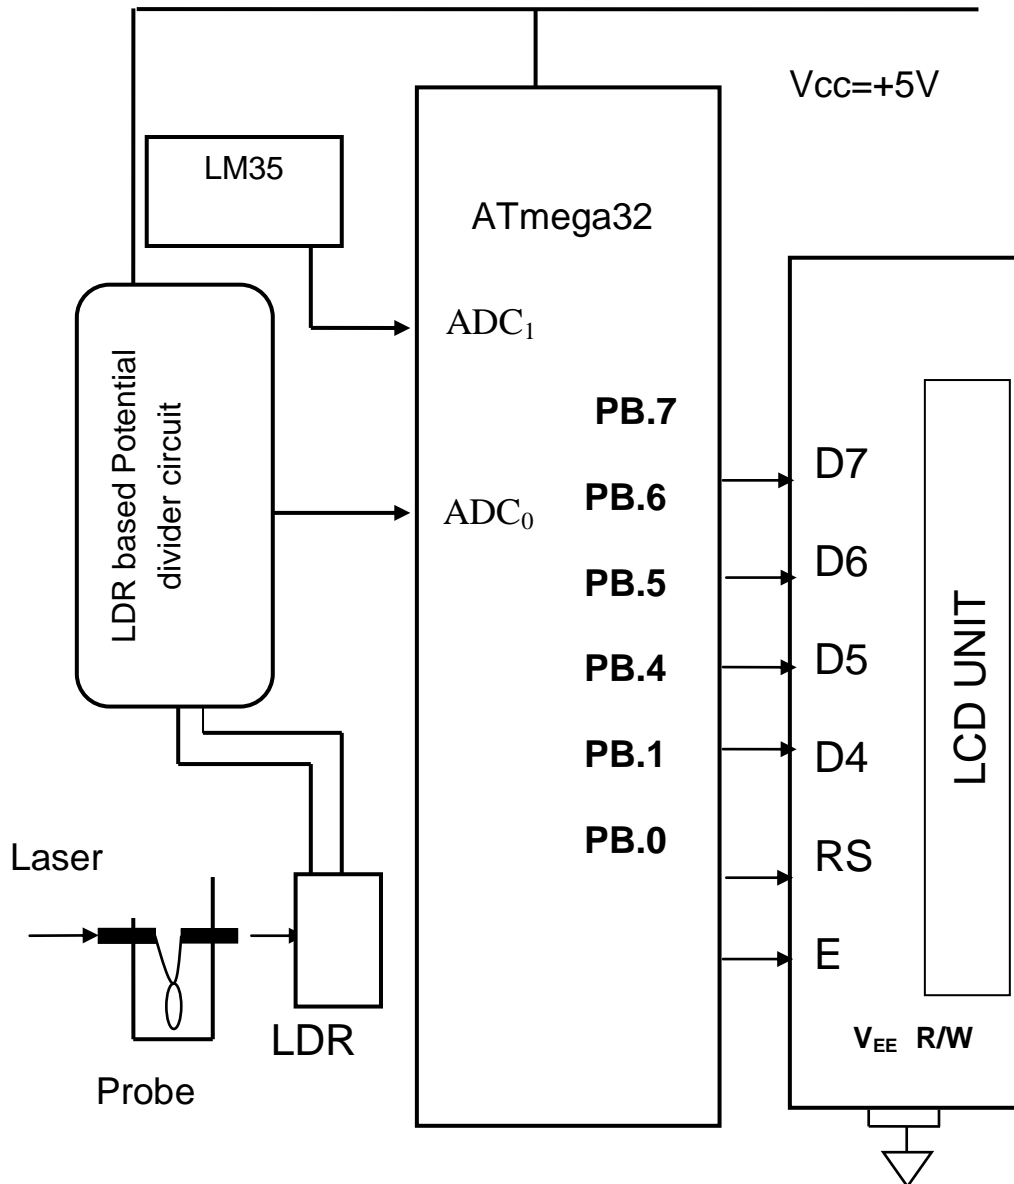 Vcc=+5V
LM35
ATmega32
ADC₁
LDR based Potential
divider circuit
ADC₀
PB.7
PB.6
PB.5
PB.4
PB.1
PB.0
D7
D6
D5
D4
RS
E
LCD UNIT
V_EE R/W
Laser
LDR
Probe